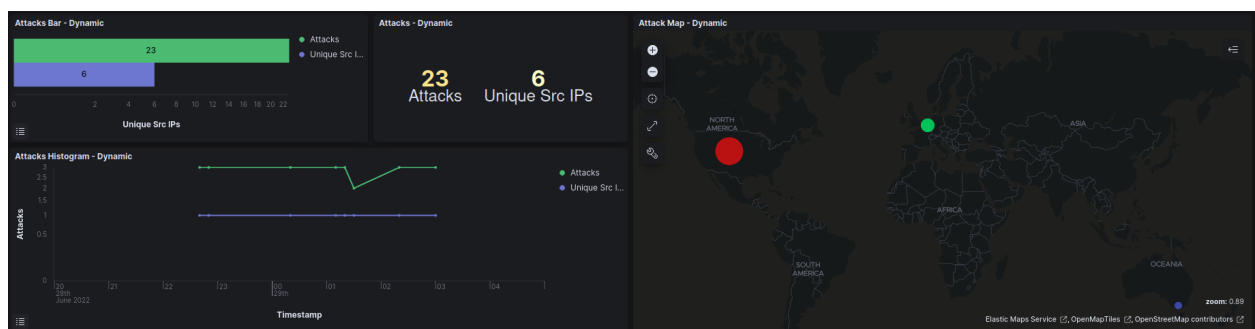 Attacks Bar - Dynamic
23
6
0 2 4 6 8 10 12 14 16 18 20 22
Unique Src IPs
Attacks
Unique Src I...
Attacks - Dynamic
23
Attacks
6
Unique Src IPs
Attacks Histogram - Dynamic
Attacks
3
2.5
2
1.5
1
0.5
0
20 21 22 23 00 01 02 03 04
28th 29th
June 2022
Timestamp
Attacks
Unique Src I...
Attack Map - Dynamic
NORTH
AMERICA
ASIA
AFRICA
SOUTH
AMERICA
OCEANIA
zoom: 0.89
Elastic Maps Service, OpenMapTiles, OpenStreetMap contributors